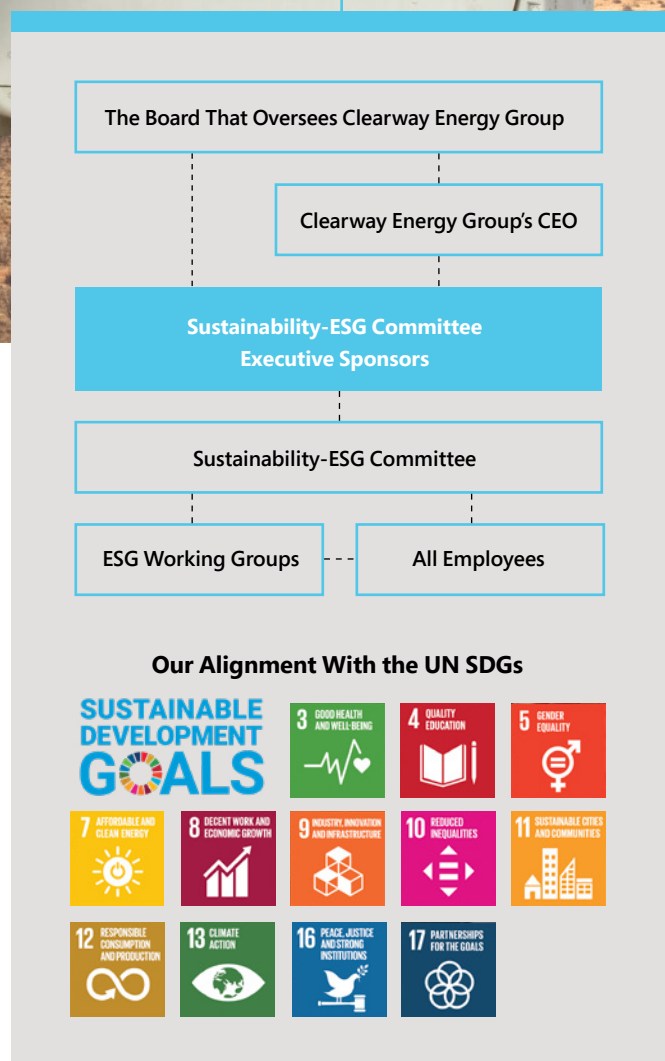 The Board That Oversees Clearway Energy Group
Clearway Energy Group's CEO
Sustainability-ESG Committee
Executive Sponsors
Sustainability-ESG Committee
ESG Working Groups
All Employees
Our Alignment With the UN SDGs
SUSTAINABLE
DEVELOPMENT
GOALS
3 GOOD HEALTH
AND WELL-BEING
4 QUALITY
EDUCATION
5 GENDER
EQUALITY
7 AFFORDABLE AND
CLEAN ENERGY
8 DECENT WORK AND
ECONOMIC GROWTH
9 INDUSTRY, INNOVATION
AND INFRASTRUCTURE
10 REDUCED
INEQUALITIES
11 SUSTAINABLE CITIES
AND COMMUNITIES
12 RESPONSIBLE
CONSUMPTION
AND PRODUCTION
13 CLIMATE
ACTION
16 PEACE, JUSTICE
AND STRONG
INSTITUTIONS
17 PARTNERSHIPS
FOR THE GOALS